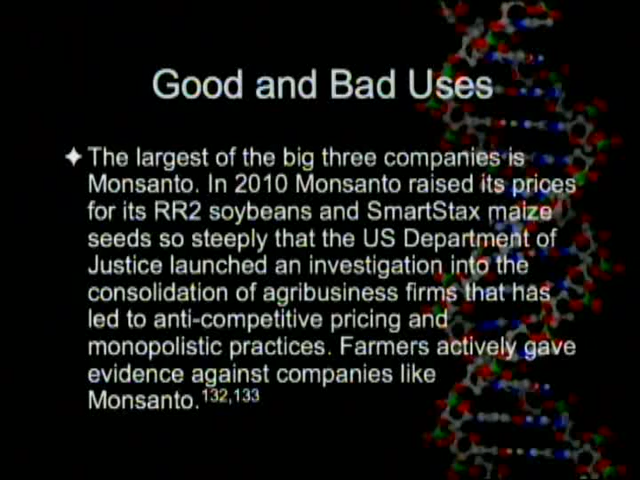 Good and Bad Uses
The largest of the big three companies is
Monsanto. In 2010 Monsanto raised its prices
for its RR2 soybeans and SmartStax maize
seeds so steeply that the US Department of
Justice launched an investigation into the
consolidation of agribusiness firms that has
led to anti-competitive pricing and
monopolistic practices. Farmers actively gave
evidence against companies like
Monsanto.132,133